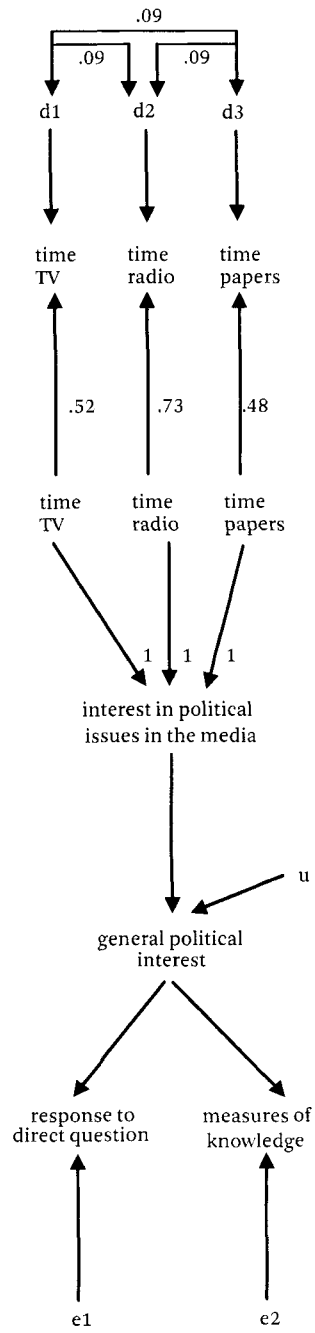 .09
.09 .09
d1 d2 d3
time time time
TV radio papers
.52 .73 .48
time time time
TV radio papers
1 1 1
interest in political
issues in the media
u
general political
interest
response to measures of
direct question knowledge
e1 e2